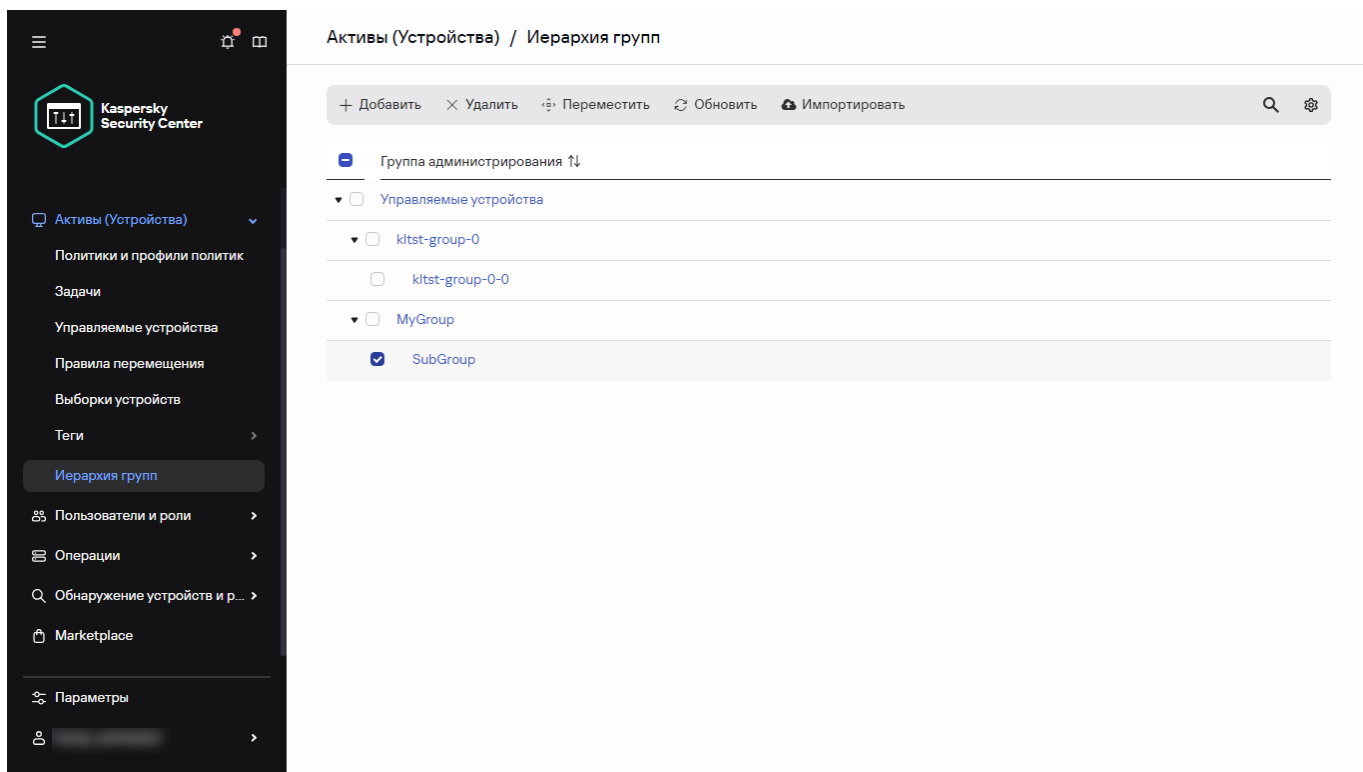 Kaspersky
Security Center
Активы (Устройства)
Политики и профили политик
Задачи
Управляемые устройства
Правила перемещения
Выборки устройств
Теги
Иерархия групп
Пользователи и роли
Операции
Обнаружение устройств и р...
Marketplace
Параметры
Активы (Устройства) / Иерархия групп
Добавить Удалить Переместить Обновить Импортировать
Группа администрирования
Управляемые устройства
kltst-group-0
kltst-group-0-0
MyGroup
SubGroup